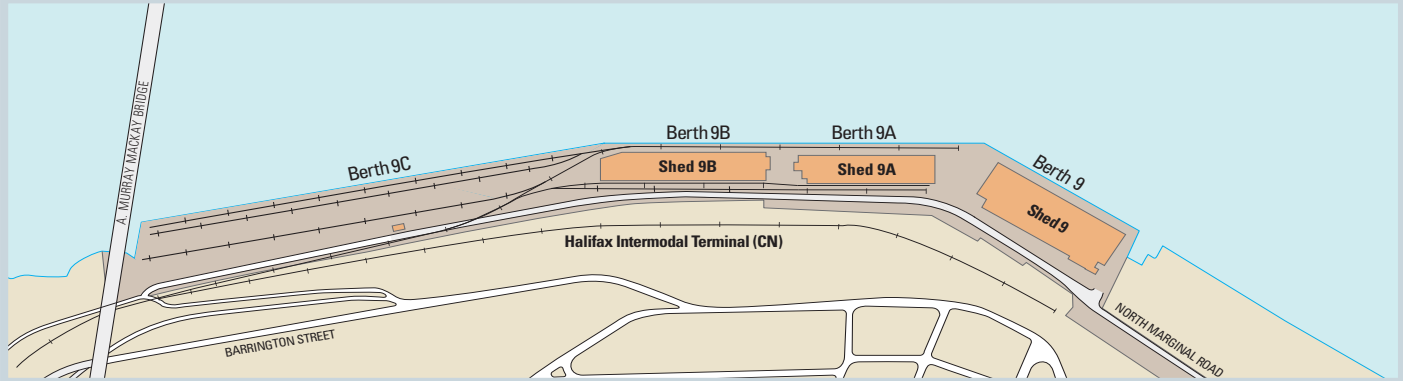 Berth 9B
Berth 9A
Berth 9C
Berth 9
Shed 9B
Shed 9A
Shed 9
A. MURRAY MACKAY BRIDGE
Halifax Intermodal Terminal (CN)
BARRINGTON STREET
NORTH MARGINAL ROAD